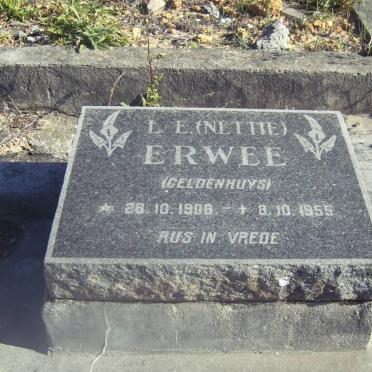 L. E. (NETTIE)
ERWEE
(GELDENHUYS)
* 26. 10. 1906 - + 8. 10. 1955
RUS IN VREDE